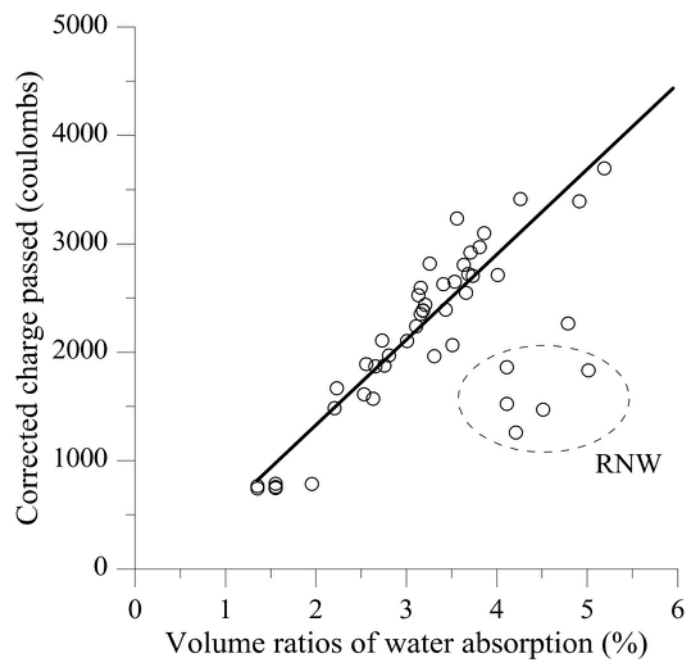 5000
4000
3000
2000
1000
0
Corrected charge passed (coulombs)
RNW
0 1 2 3 4 5 6
Volume ratios of water absorption (%)